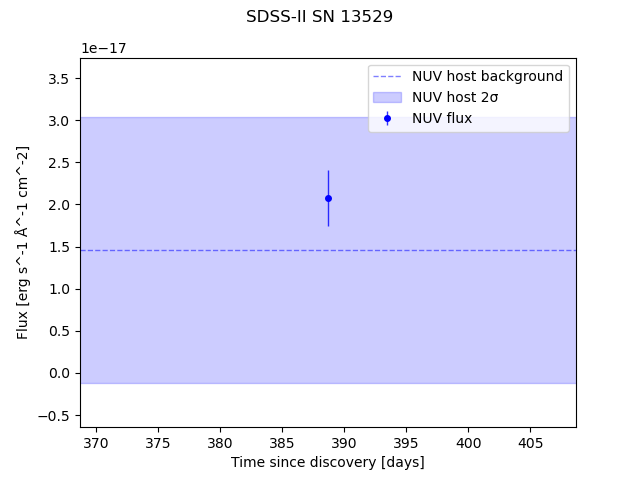 SDSS-II SN 13529
1e−17
NUV host background
NUV host 2σ
NUV flux
3.5
3.0
2.5
2.0
1.5
1.0
0.5
0.0
−0.5
Flux [erg s^-1 Å^-1 cm^-2]
370 375 380 385 390 395 400 405
Time since discovery [days]